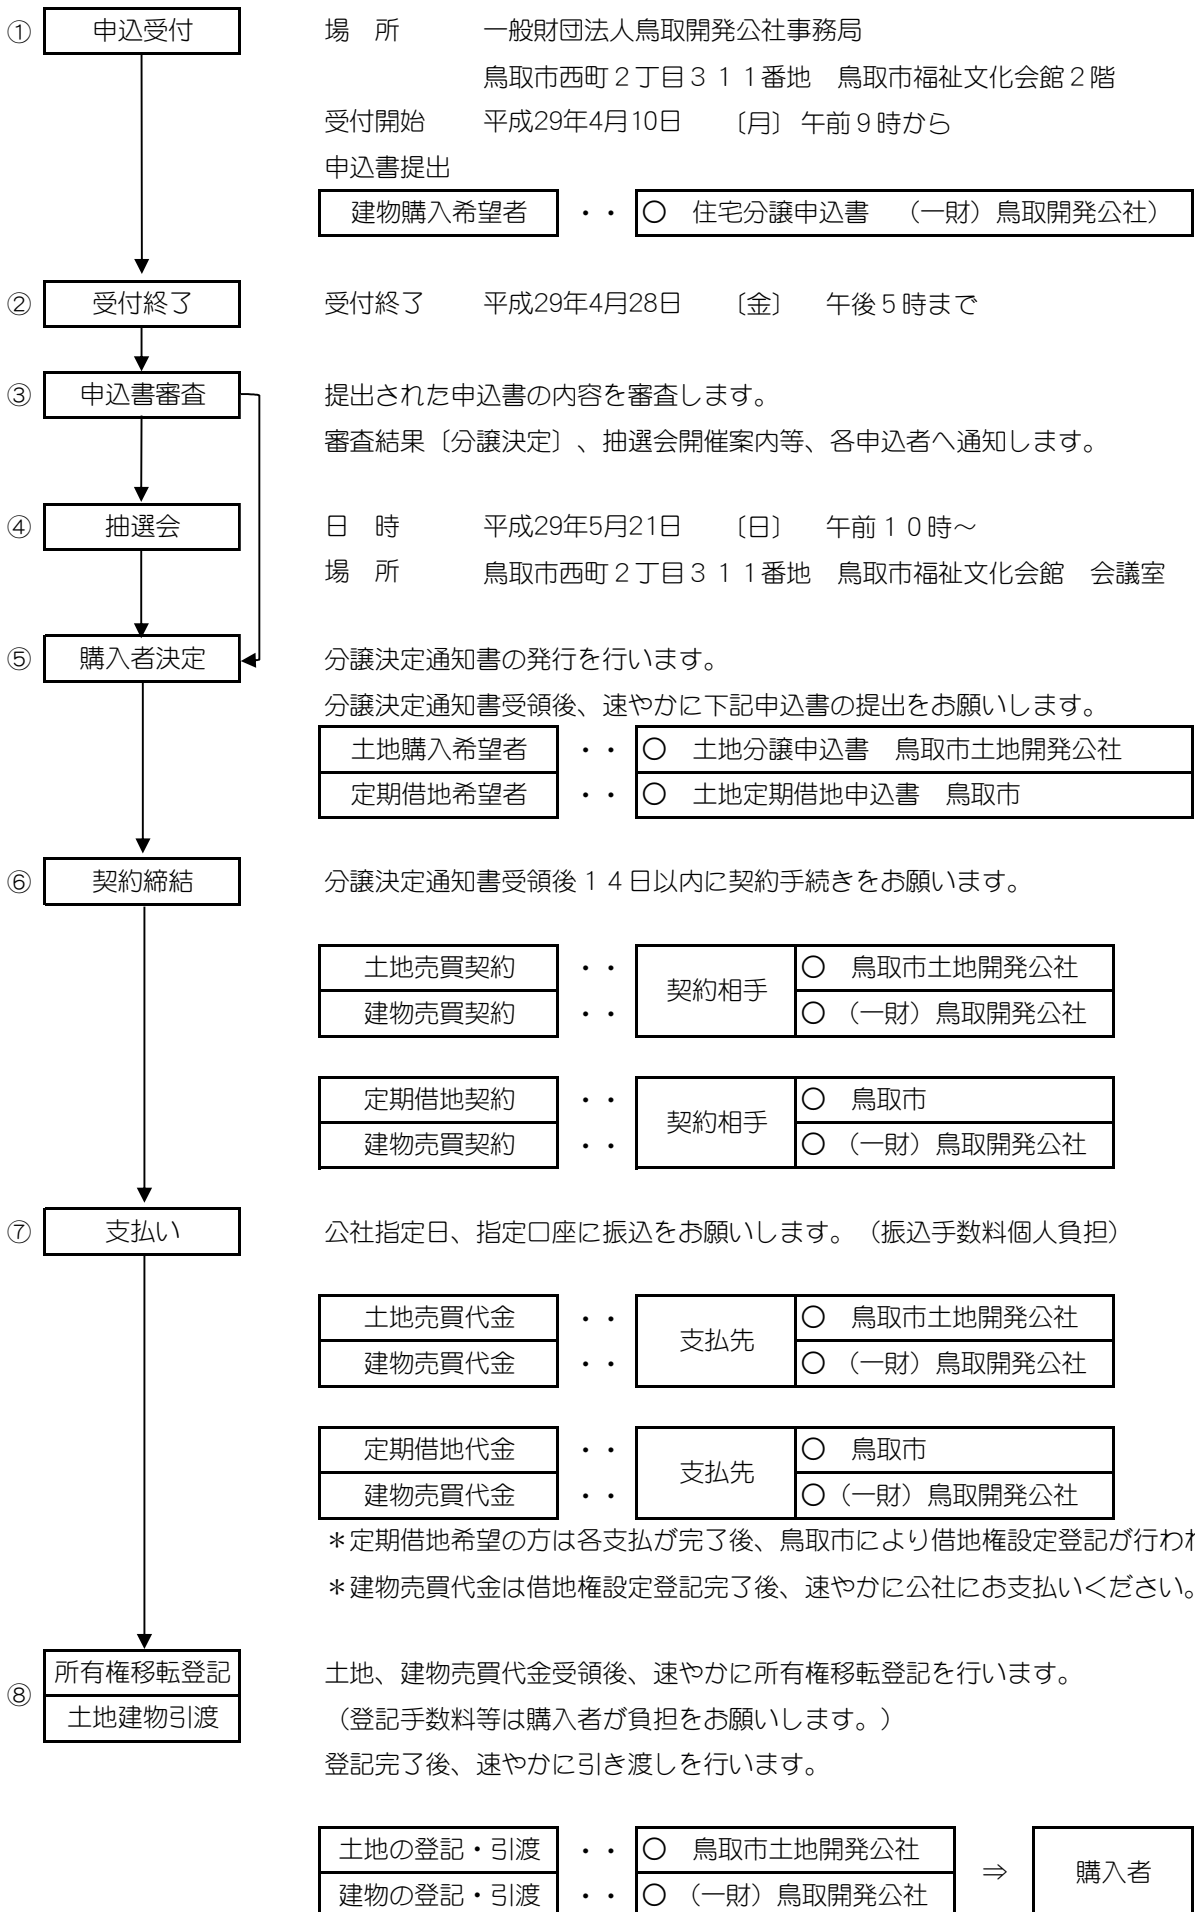 ① 申込受付 場　所 一般財団法人鳥取開発公社事務局
鳥取市西町２丁目３１１番地　鳥取市福祉文化会館２階
受付開始 平成29年4月10日 〔月〕 午前９時から
申込書提出
建物購入希望者 ・・ 〇　住宅分譲申込書　（一財）鳥取開発公社）
② 受付終了 受付終了 平成29年4月28日 〔金〕 午後５時まで
③ 申込書審査 提出された申込書の内容を審査します。
審査結果〔分譲決定〕、抽選会開催案内等、各申込者へ通知します。
④ 抽選会 日　時 平成29年5月21日 〔日〕 午前１０時～
場　所 鳥取市西町２丁目３１１番地　鳥取市福祉文化会館　会議室
⑤ 購入者決定 分譲決定通知書の発行を行います。
分譲決定通知書受領後、速やかに下記申込書の提出をお願いします。
土地購入希望者 ・・ 〇　土地分譲申込書　鳥取市土地開発公社
定期借地希望者 ・・ 〇　土地定期借地申込書　鳥取市
⑥ 契約締結 分譲決定通知書受領後１４日以内に契約手続きをお願います。
土地売買契約 ・・ 契約相手 〇　鳥取市土地開発公社
建物売買契約 ・・ 〇（一財）鳥取開発公社
定期借地契約 ・・ 契約相手 〇　鳥取市
建物売買契約 ・・ 〇（一財）鳥取開発公社
⑦ 支払い 公社指定日、指定口座に振込をお願いします。（振込手数料個人負担）
土地売買代金 ・・ 支払先 〇　鳥取市土地開発公社
建物売買代金 ・・ 〇（一財）鳥取開発公社
定期借地代金 ・・ 支払先 〇　鳥取市
建物売買代金 ・・ 〇（一財）鳥取開発公社
＊定期借地希望の方は各支払が完了後、鳥取市により借地権設定登記が行わ
＊建物売買代金は借地権設定登記完了後、速やかに公社にお支払いください。
⑧ 所有権移転登記 土地、建物売買代金受領後、速やかに所有権移転登記を行います。
土地建物引渡 （登記手数料等は購入者が負担をお願いします。）
登記完了後、速やかに引き渡しを行います。
土地の登記・引渡 ・・ 〇　鳥取市土地開発公社 ⇒ 購入者
建物の登記・引渡 ・・ 〇（一財）鳥取開発公社